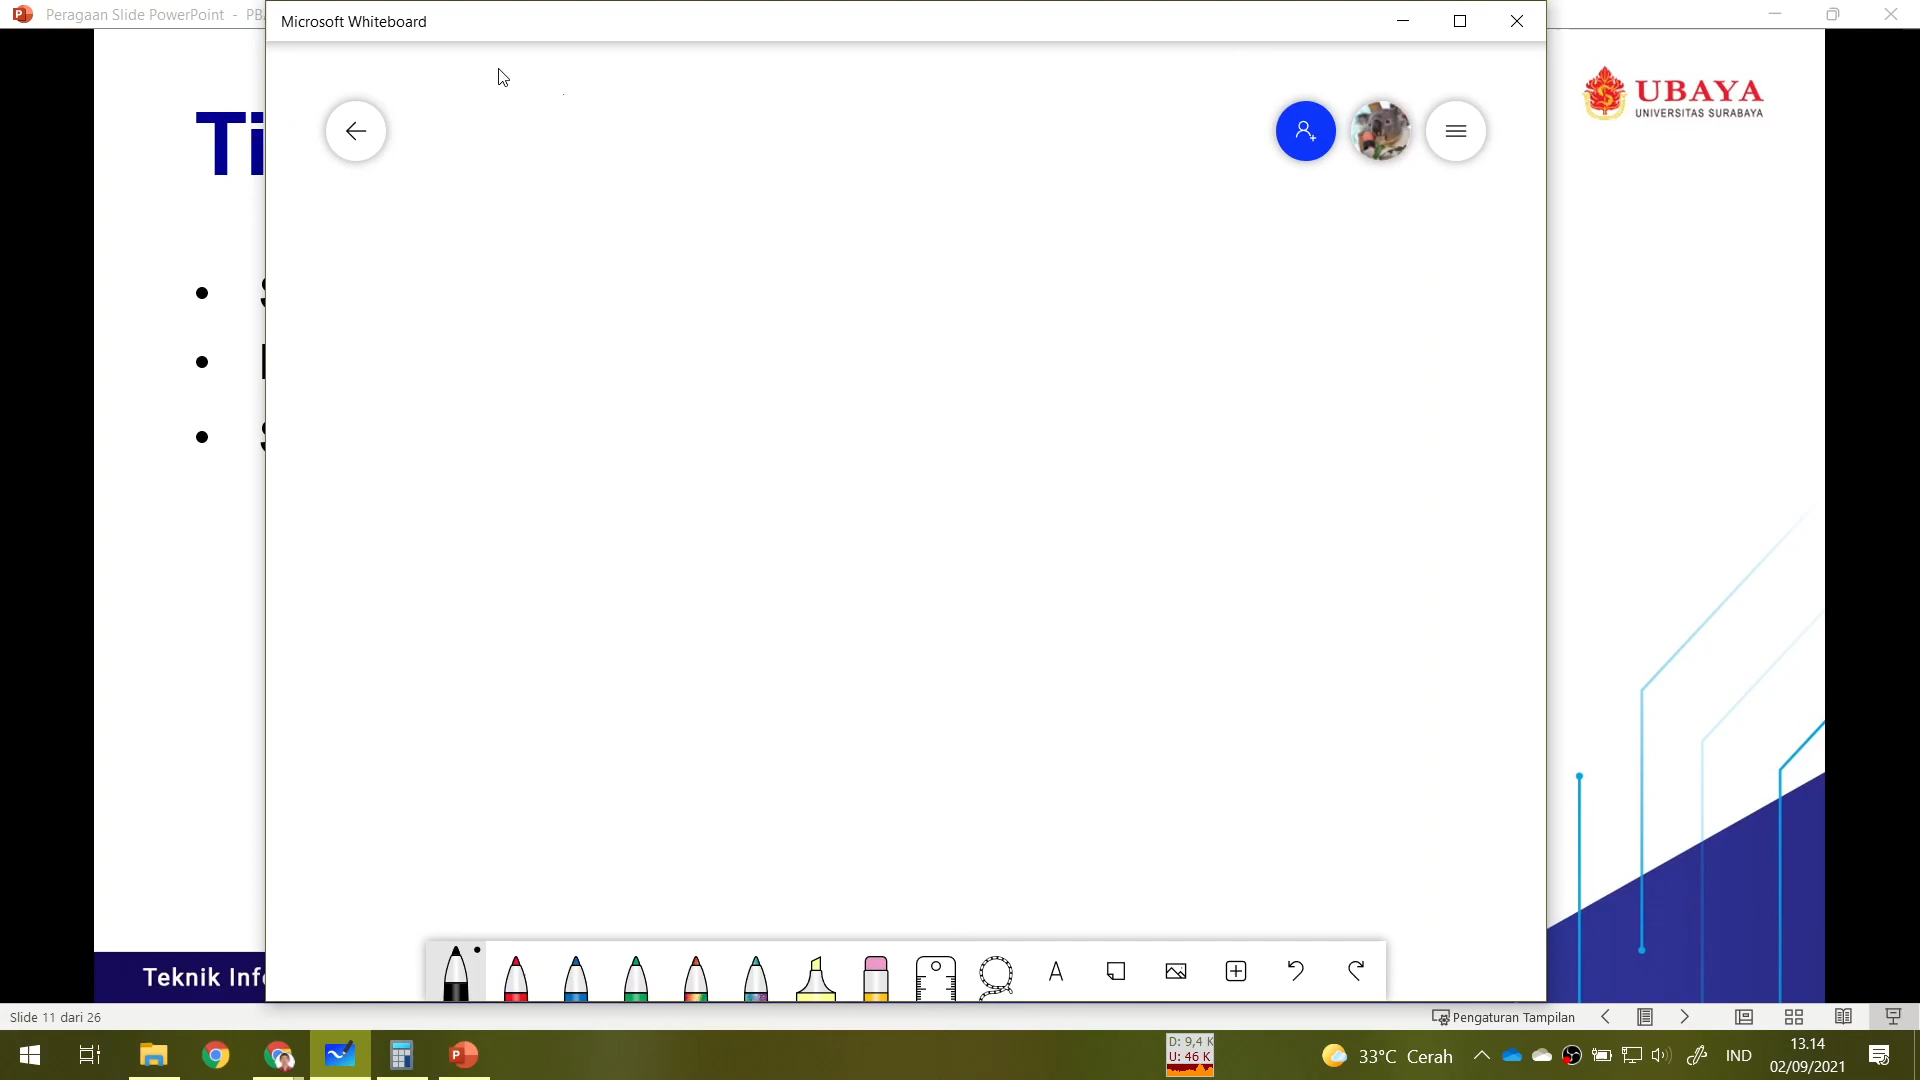 Peragaan Slide PowerPoint - PB
Microsoft Whiteboard
UBAYA
UNIVERSITAS SURABAYA
Ti
Teknik Inf
Slide 11 dari 26
Pengaturan Tampilan
D: 9,4 K
U: 46 K
33°C Cerah
IND
13.14
02/09/2021